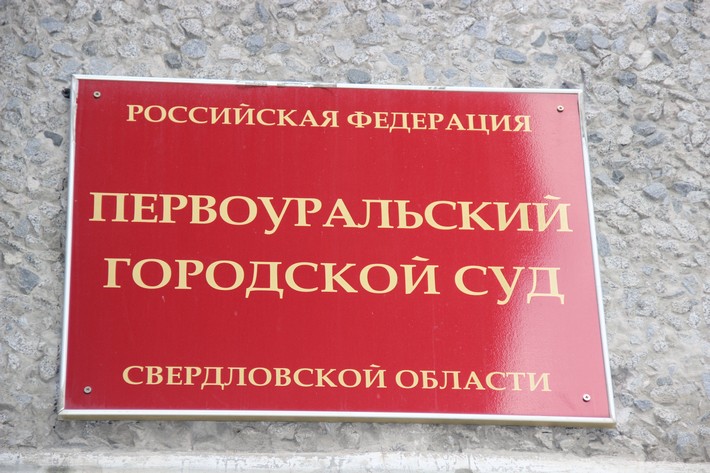 РОССИЙСКАЯ ФЕДЕРАЦИЯ
ПЕРВОУРАЛЬСКИЙ
ГОРОДСКОЙ СУД
СВЕРДЛОВСКОЙ ОБЛАСТИ